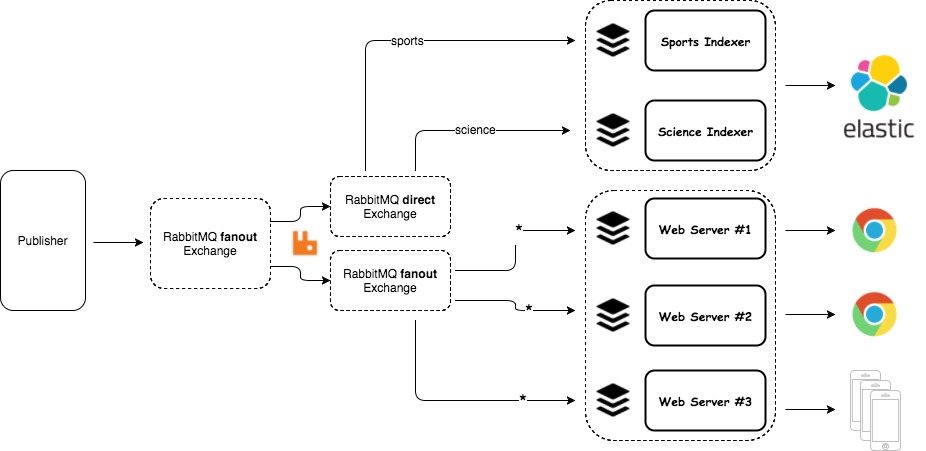 sports
Sports Indexer
elastic
science
Science Indexer
Publisher
RabbitMQ fanout
Exchange
RabbitMQ direct
Exchange
RabbitMQ fanout
Exchange
*
Web Server #1
*
Web Server #2
*
Web Server #3